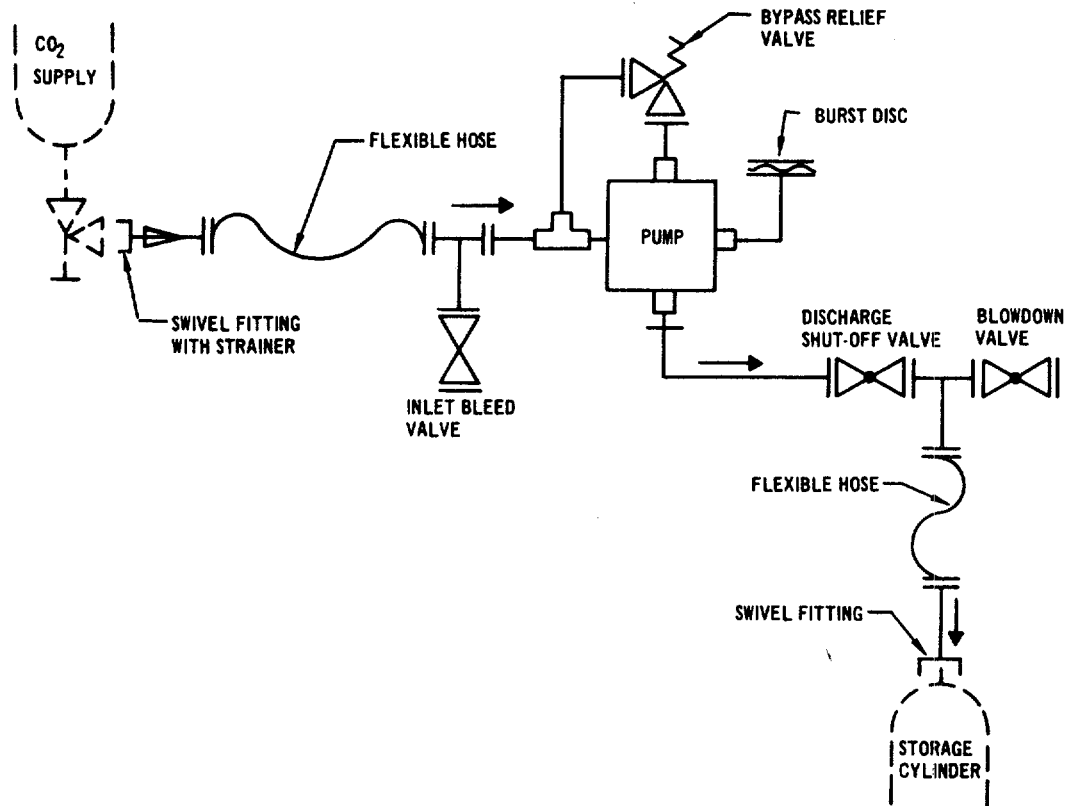 CO2
SUPPLY
BYPASS RELIEF
VALVE
BURST DISC
FLEXIBLE HOSE
PUMP
SWIVEL FITTING
WITH STRAINER
INLET BLEED
VALVE
DISCHARGE
SHUT-OFF VALVE
BLOWDOWN
VALVE
FLEXIBLE HOSE
SWIVEL FITTING
STORAGE
CYLINDER